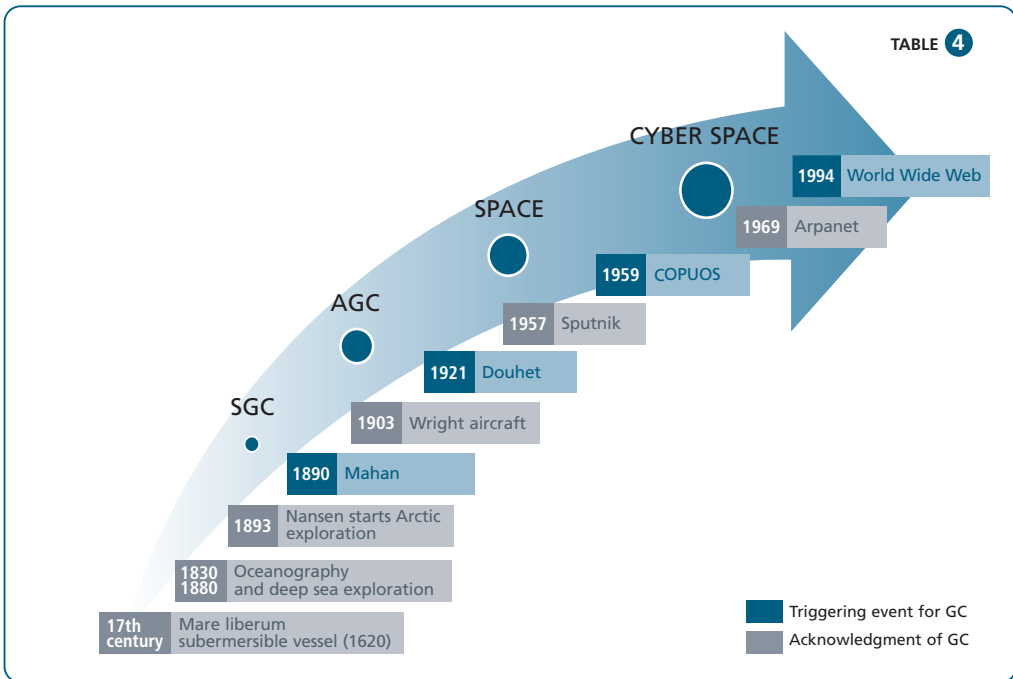 TABLE 4
CYBER SPACE
1994 World Wide Web
SPACE
1969 Arpanet
1959 COPUOS
AGC
1957 Sputnik
1921 Douhet
SGC
1903 Wright aircraft
1890 Mahan
1893 Nansen starts Arctic
exploration
1830 Oceanography
1880 and deep sea exploration
17th Mare liberum
century subermersible vessel (1620)
Triggering event for GC
Acknowledgment of GC